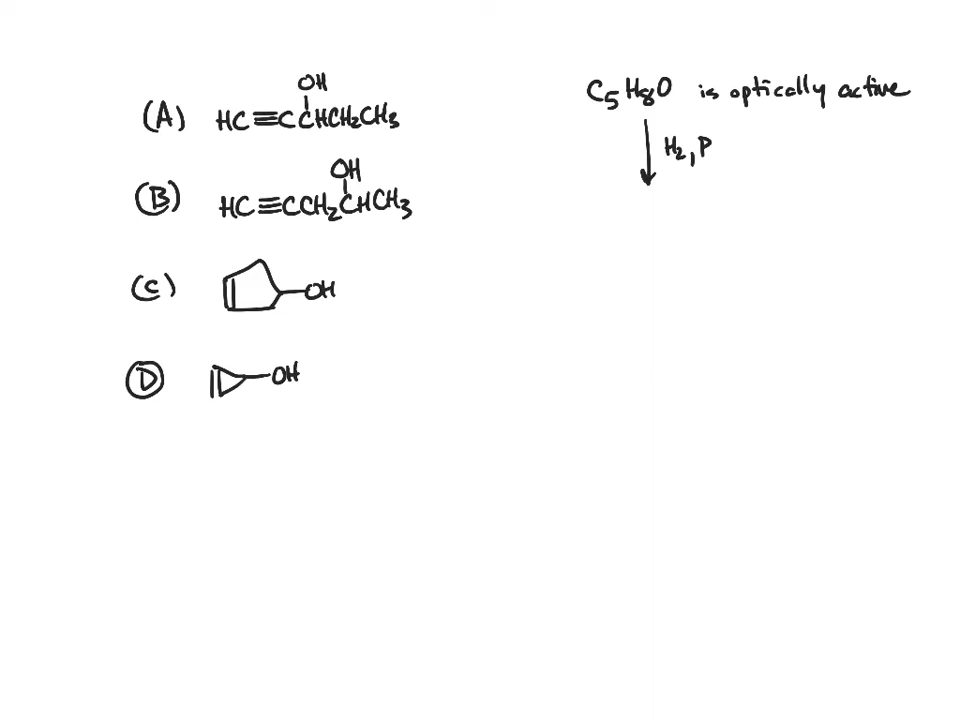 OH
(A) HC≡CCHCH₂CH₃
OH
(B) HC≡CCH₂CHCH₃
(C) OH
(D) OH
C₅H₈O is optically active
H₂, P